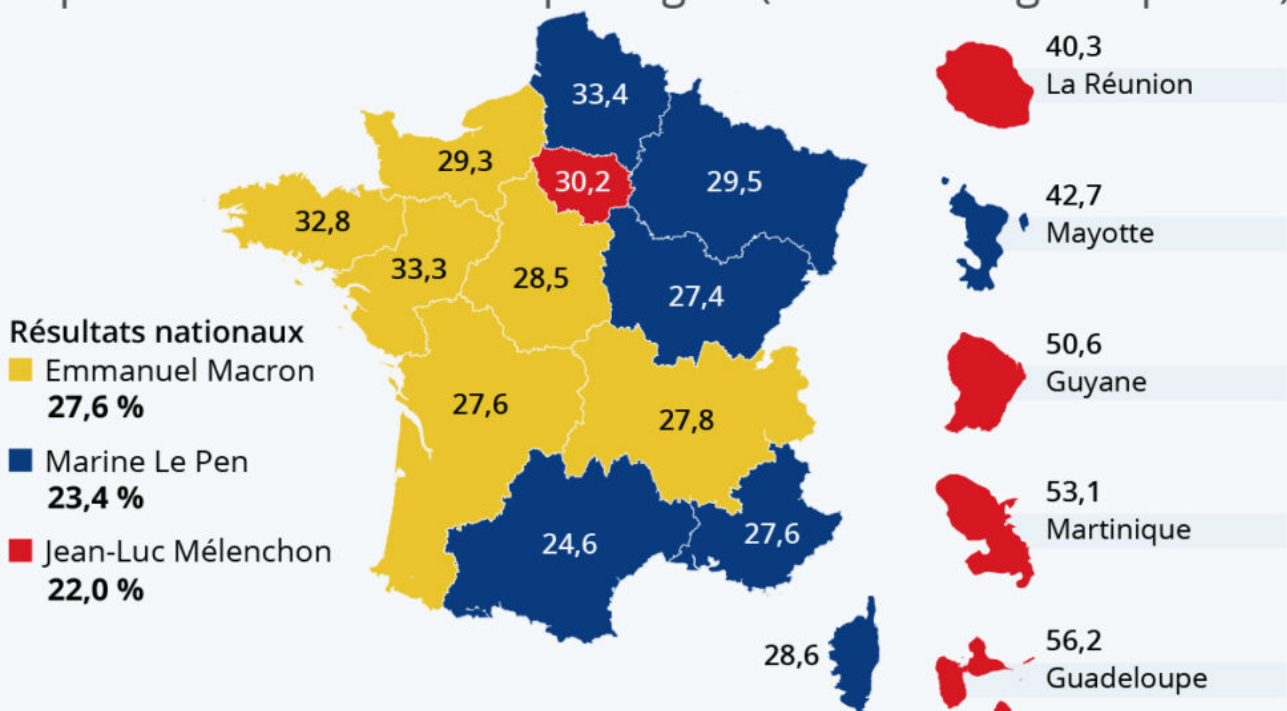 33,4
29,3
30,2
29,5
32,8
33,3
28,5
27,4
27,6
27,8
24,6
27,6
28,6
Résultats nationaux
Emmanuel Macron
27,6 %
Marine Le Pen
23,4 %
Jean-Luc Mélenchon
22,0 %
40,3
La Réunion
42,7
Mayotte
50,6
Guyane
53,1
Martinique
56,2
Guadeloupe